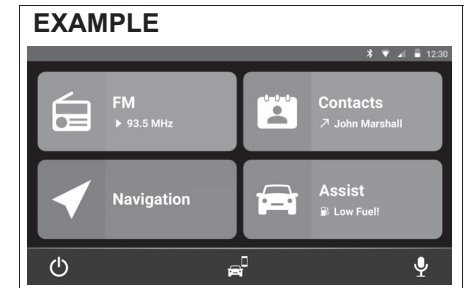 EXAMPLE
12:30
FM
93.5 MHz
Contacts
John Marshall
Navigation
Assist
Low Fuel!